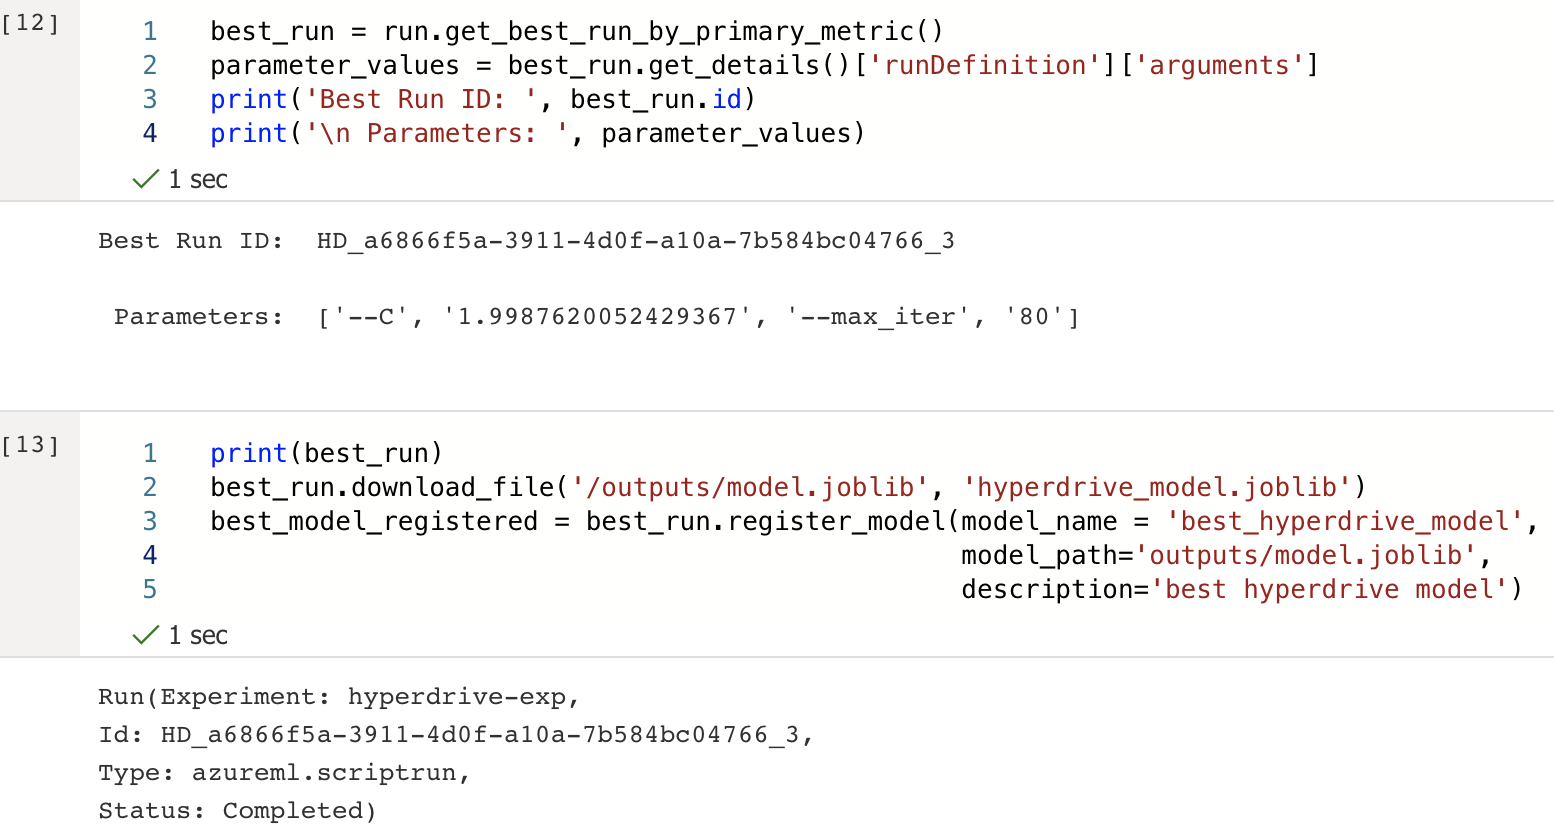 [12]
1 best_run = run.get_best_run_by_primary_metric()
2 parameter_values = best_run.get_details()['runDefinition']['arguments']
3 print('Best Run ID: ', best_run.id)
4 print('\n Parameters: ', parameter_values)
1 sec
Best Run ID:  HD_a6866f5a-3911-4d0f-a10a-7b584bc04766_3
Parameters:  ['--C', '1.9987620052429367', '--max_iter', '80']
[13]
1 print(best_run)
2 best_run.download_file('/outputs/model.joblib', 'hyperdrive_model.joblib')
3 best_model_registered = best_run.register_model(model_name = 'best_hyperdrive_model',
4 model_path='outputs/model.joblib',
5 description='best hyperdrive model')
1 sec
Run(Experiment: hyperdrive-exp,
Id: HD_a6866f5a-3911-4d0f-a10a-7b584bc04766_3,
Type: azureml.scriptrun,
Status: Completed)